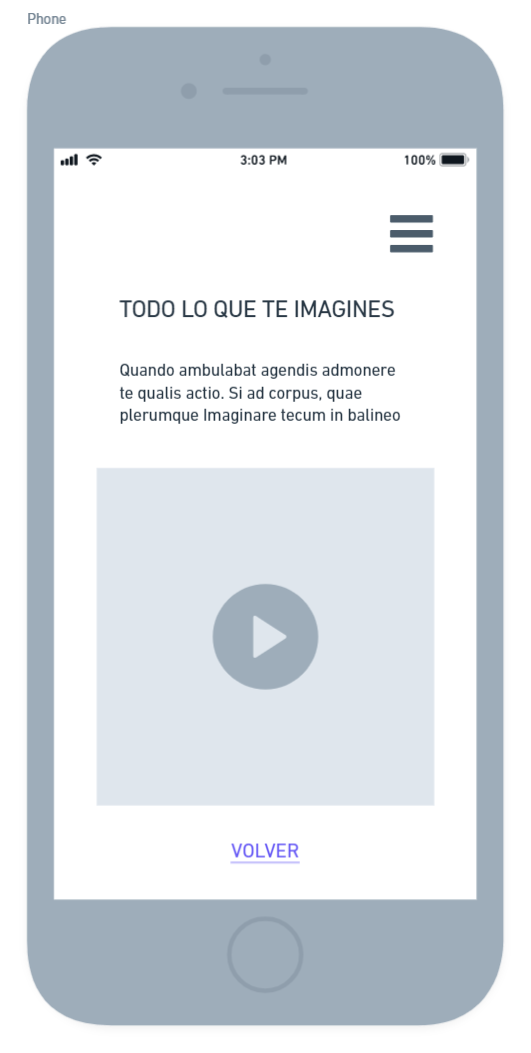 Phone
3:03 PM
100%
TODO LO QUE TE IMAGINES
Quando ambulabat agendis admonere
te qualis actio. Si ad corpus, quae
plerumque Imaginare tecum in balineo
VOLVER